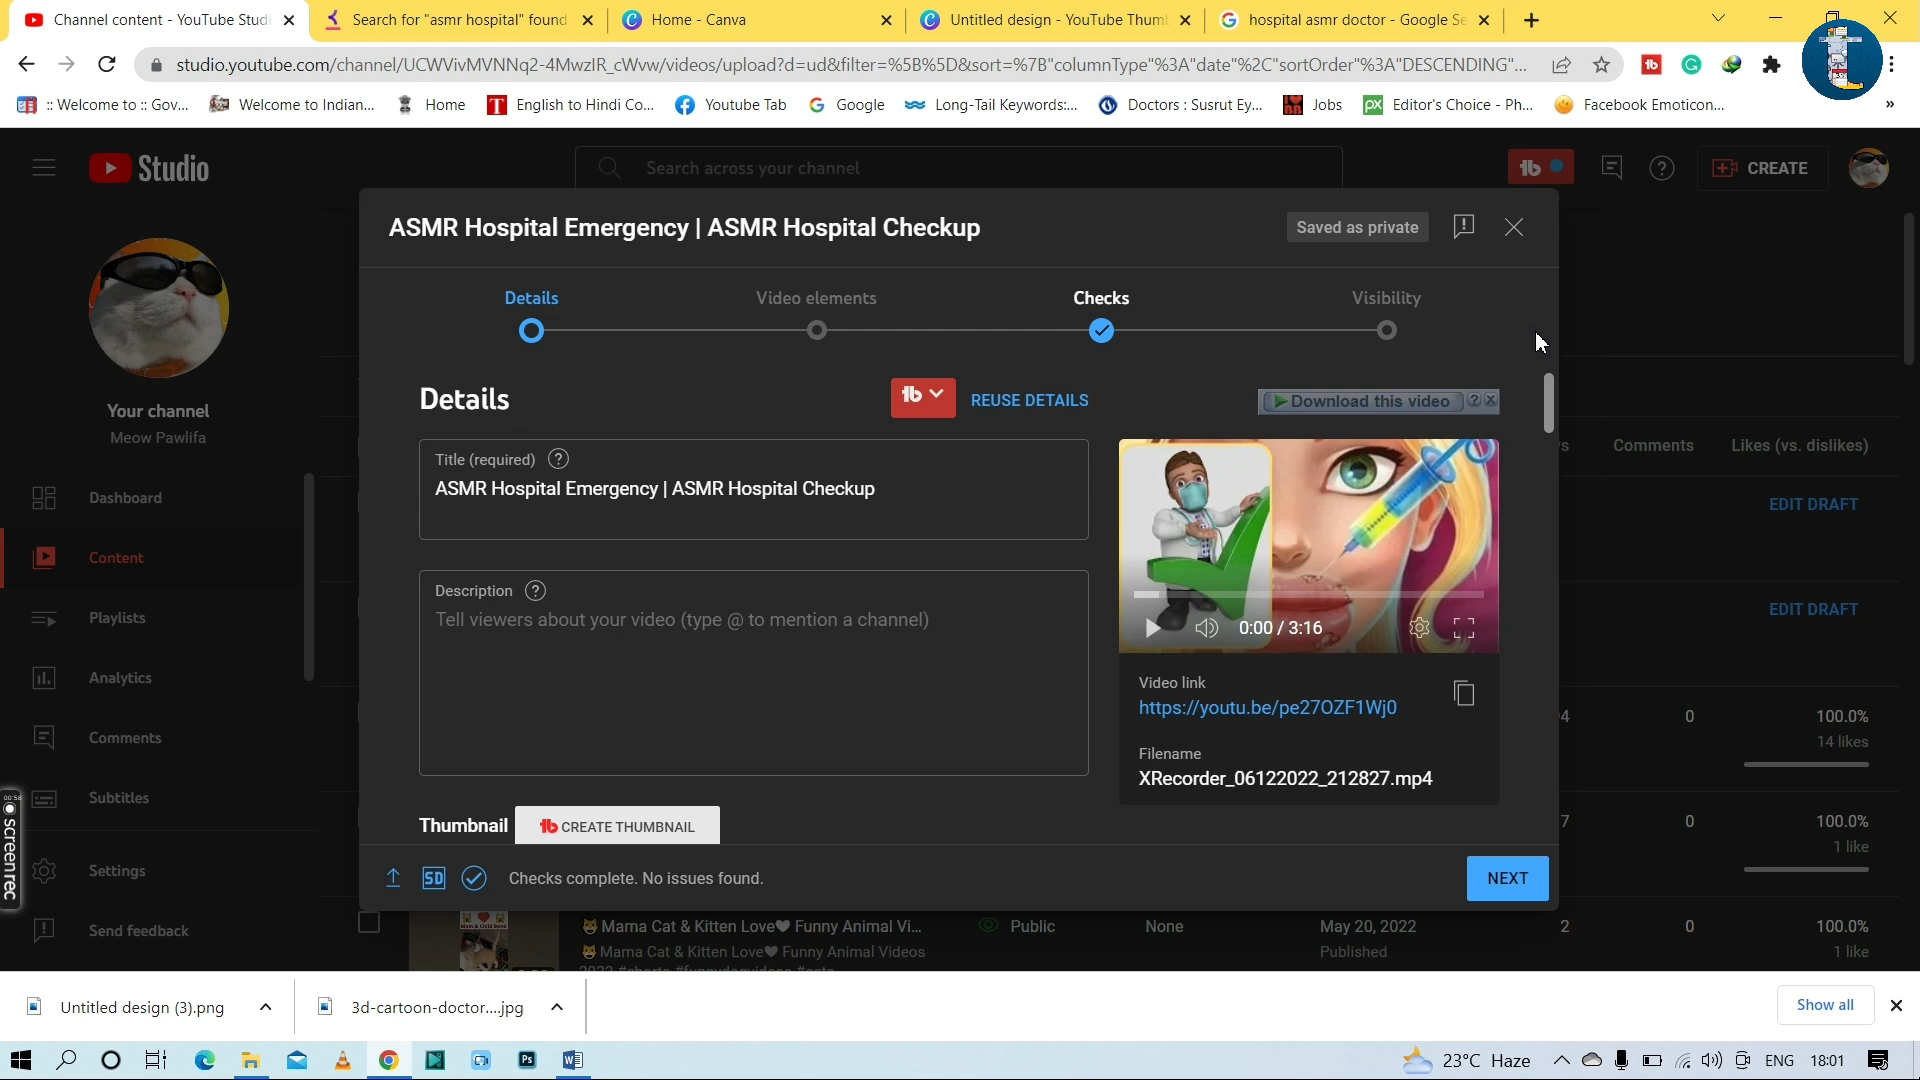 Channel content - YouTube Studi
Search for "asmr hospital" found
Home - Canva
Untitled design - YouTube Thumb
hospital asmr doctor - Google Se
studio.youtube.com/channel/UCWVivMVNNq2-4MwzIR_cWvw/videos/upload?d=ud&filter=%5B%5D&sort=%7B"columnType"%3A"date"%2C"sortOrder"%3A"DESCENDING"...
:: Welcome to :: Gov...
Welcome to Indian...
Home
English to Hindi Co...
Youtube Tab
Google
Long-Tail Keywords:...
Doctors : Susrut Ey...
Jobs
Editor's Choice - Ph...
Facebook Emoticon...
»
Studio
Search across your channel
CREATE
ASMR Hospital Emergency | ASMR Hospital Checkup
Saved as private
Details
Video elements
Checks
Visibility
Details
REUSE DETAILS
Download this video
Title (required)
ASMR Hospital Emergency | ASMR Hospital Checkup
Description
Tell viewers about your video (type @ to mention a channel)
0:00 / 3:16
Video link
https://youtu.be/pe27OZF1Wj0
Filename
XRecorder_06122022_212827.mp4
Thumbnail
CREATE THUMBNAIL
SD
Checks complete. No issues found.
NEXT
Your channel
Meow Pawlifa
Dashboard
Content
Playlists
Analytics
Comments
Subtitles
Settings
Send feedback
00:58
screenrec
Comments
Likes (vs. dislikes)
EDIT DRAFT
EDIT DRAFT
4
0
100.0%
14 likes
7
0
100.0%
1 like
Mama Cat & Kitten Love Funny Animal Vi...
Public
None
May 20, 2022
2
0
100.0%
Mama Cat & Kitten Love Funny Animal Videos
Published
1 like
Untitled design (3).png
3d-cartoon-doctor....jpg
Show all
23°C Haze
ENG
18:01